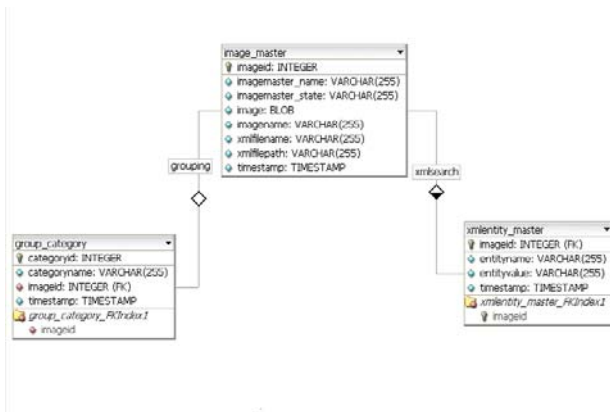 image_master
imageid: INTEGER
imagemaster_name: VARCHAR(255)
imagemaster_state: VARCHAR(255)
image: BLOB
imagename: VARCHAR(255)
xmlfilename: VARCHAR(255)
xmlfilepath: VARCHAR(255)
timestamp: TIMESTAMP
grouping
xmlsearch
group_category
categoryid: INTEGER
categoryname: VARCHAR(255)
imageid: INTEGER (FK)
timestamp: TIMESTAMP
group_category_FKIndex1
imageid
xmlentity_master
imageid: INTEGER (FK)
entityname: VARCHAR(255)
entityvalue: VARCHAR(255)
timestamp: TIMESTAMP
xmlentity_master_FKIndex1
imageid